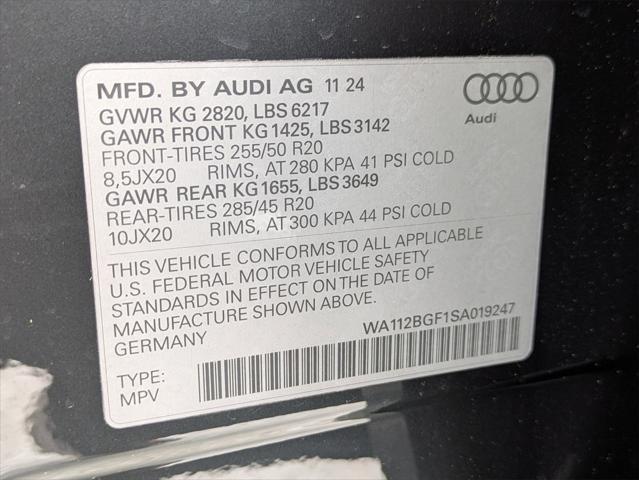 MFD. BY AUDI AG 11 24
GVWR KG 2820, LBS 6217
GAWR FRONT KG 1425, LBS 3142
FRONT-TIRES 255/50 R20
8,5JX20 RIMS, AT 280 KPA 41 PSI COLD
GAWR REAR KG 1655, LBS 3649
REAR-TIRES 285/45 R20
10JX20 RIMS, AT 300 KPA 44 PSI COLD
Audi
THIS VEHICLE CONFORMS TO ALL APPLICABLE
U.S. FEDERAL MOTOR VEHICLE SAFETY
STANDARDS IN EFFECT ON THE DATE OF
MANUFACTURE SHOWN ABOVE.
GERMANY
WA112BGF1SA019247
TYPE:
MPV